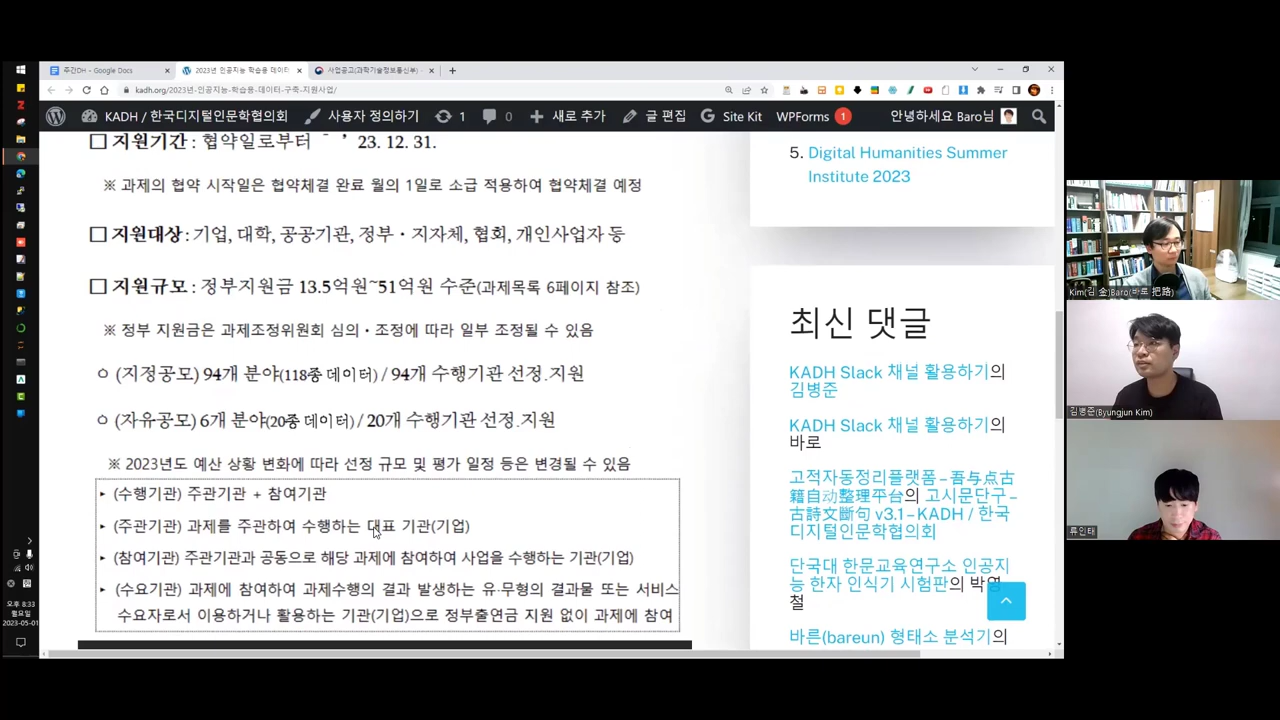 주간DH - Google Docs
2023년 인공지능 학습용 데이터
사업공고(과학기술정보통신부) -
kadh.org/2023년-인공지능-학습용-데이터-구축-지원사업/
KADH / 한국디지털인문학협의회
사용자 정의하기
1
0
새로 추가
글 편집
Site Kit
WPForms 1
안녕하세요 Baro님
□ 지원기간 : 협약일로부터 ~ ’ 23. 12. 31.
※ 과제의 협약 시작일은 협약체결 완료 월의 1일로 소급 적용하여 협약체결 예정
□ 지원대상 : 기업, 대학, 공공기관, 정부・지자체, 협회, 개인사업자 등
□ 지원규모 : 정부지원금 13.5억원~51억원 수준(과제목록 6페이지 참조)
※ 정부 지원금은 과제조정위원회 심의・조정에 따라 일부 조정될 수 있음
ㅇ (지정공모) 94개 분야(118종 데이터) / 94개 수행기관 선정.지원
ㅇ (자유공모) 6개 분야(20종 데이터) / 20개 수행기관 선정.지원
※ 2023년도 예산 상황 변화에 따라 선정 규모 및 평가 일정 등은 변경될 수 있음
▸ (수행기관) 주관기관 + 참여기관
▸ (주관기관) 과제를 주관하여 수행하는 대표 기관(기업)
▸ (참여기관) 주관기관과 공동으로 해당 과제에 참여하여 사업을 수행하는 기관(기업)
▸ (수요기관) 과제에 참여하여 과제수행의 결과 발생하는 유·무형의 결과물 또는 서비스
수요자로서 이용하거나 활용하는 기관(기업)으로 정부출연금 지원 없이 과제에 참여
5. Digital Humanities Summer
Institute 2023
최신 댓글
KADH Slack 채널 활용하기의
김병준
KADH Slack 채널 활용하기의
바로
고적자동정리플랫폼 – 吾与点古
籍自动整理平台의 고시문단구 –
古詩文斷句 v3.1 – KADH / 한국
디지털인문학협의회
단국대 한문교육연구소 인공지
능 한자 인식기 시험판의 박영
철
바른(bareun) 형태소 분석기의
Kim(김 金)Baro(바로 把路)
김병준(Byungjun Kim)
류인태
오후 8:33
월요일
2023-05-01